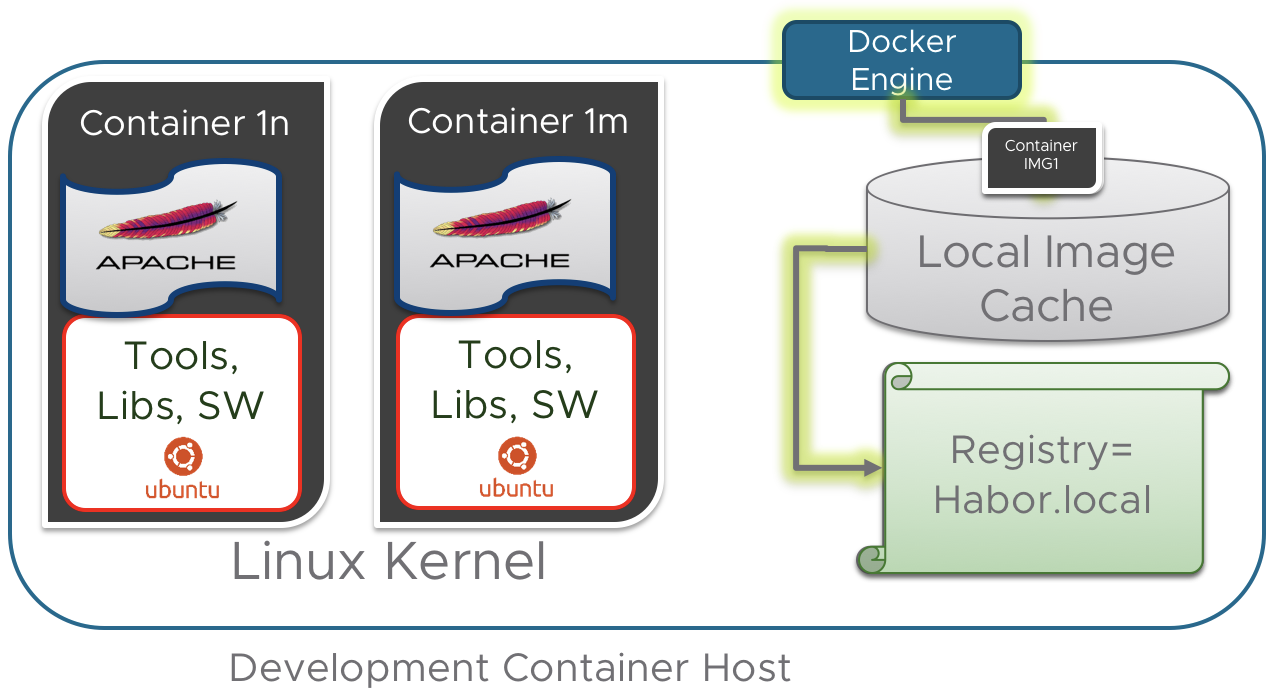 Docker
Engine
Container 1n
APACHE
Tools,
Libs, SW
ubuntu
Container 1m
APACHE
Tools,
Libs, SW
ubuntu
Container
IMG1
Local Image
Cache
Registry=
Habor.local
Linux Kernel
Development Container Host